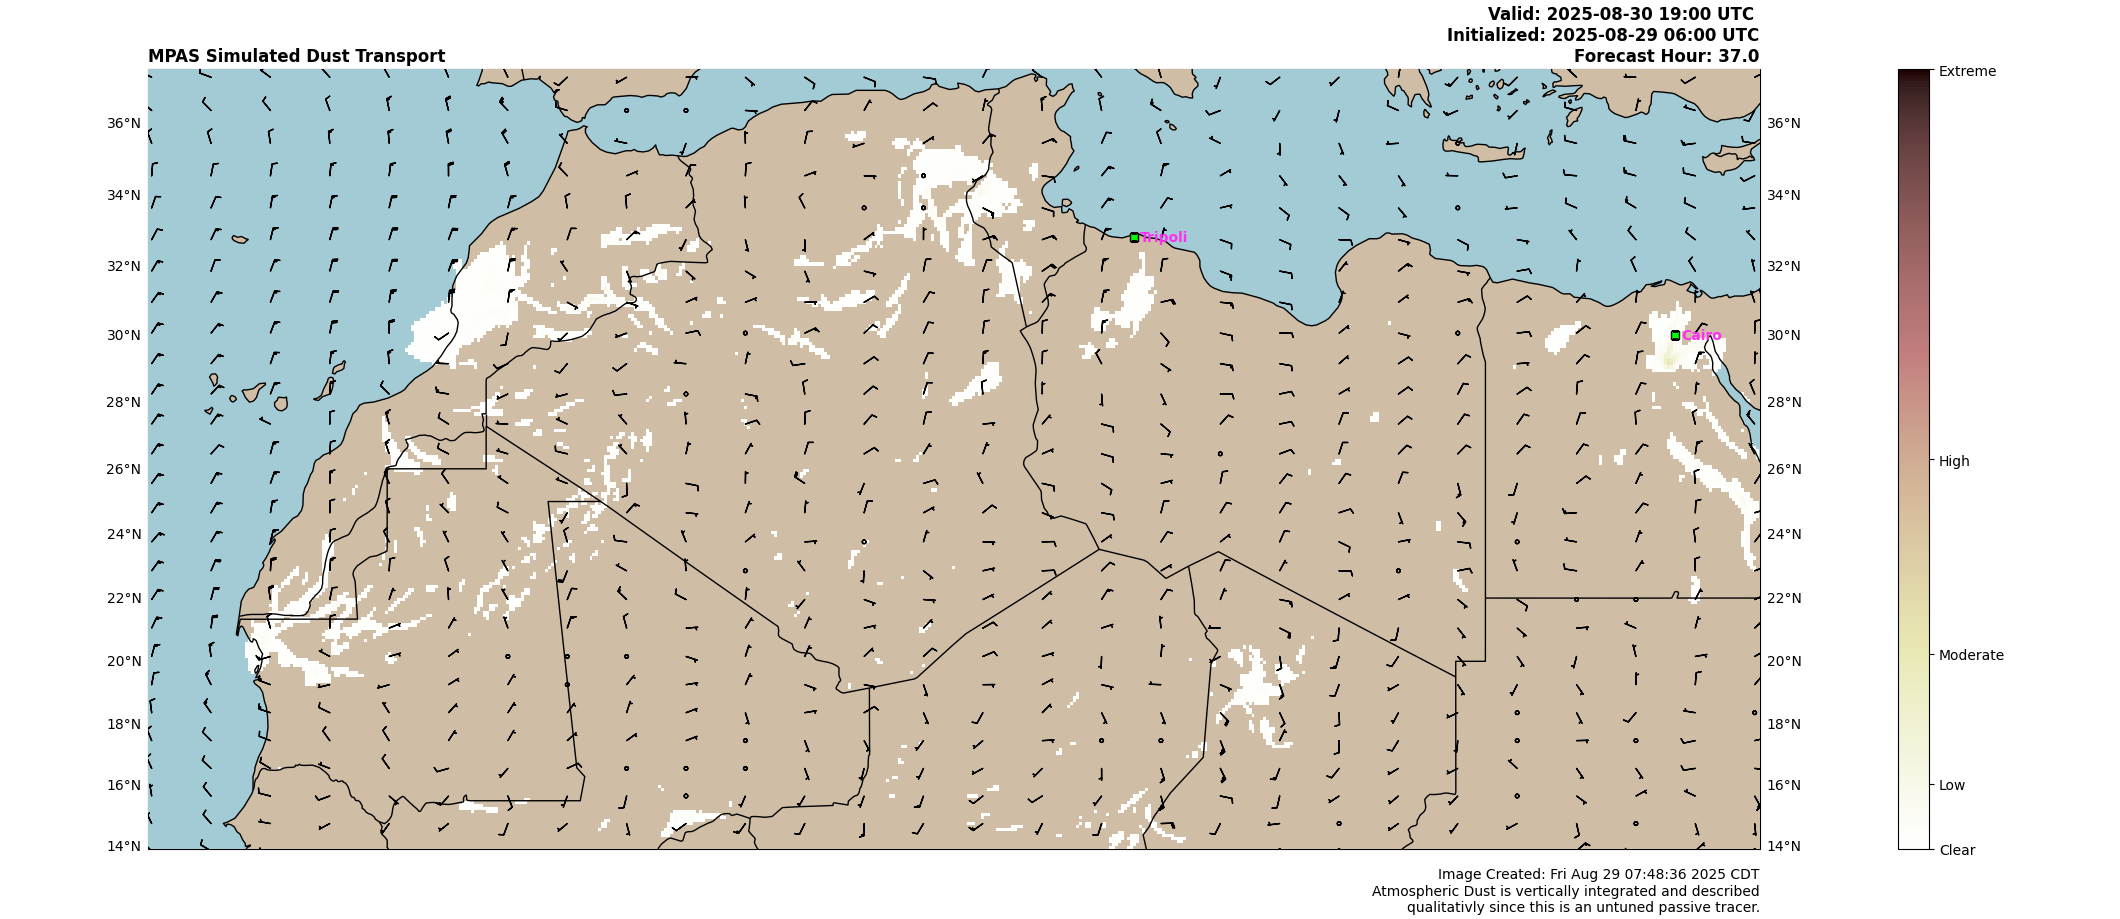 Valid: 2025-08-30 19:00 UTC
Initialized: 2025-08-29 06:00 UTC
MPAS Simulated Dust Transport
Forecast Hour: 37.0
Extreme
36°N
36°N
34°N
34°N
Tripoli
32°N
32°N
30°N
Cairo
30°N
28°N
28°N
26°N
26°N
High
24°N
24°N
22°N
22°N
20°N
20°N
Moderate
18°N
18°N
16°N
16°N
Low
14°N
14°N
Clear
Image Created: Fri Aug 29 07:48:36 2025 CDT
Atmospheric Dust is vertically integrated and described
qualitativly since this is an untuned passive tracer.